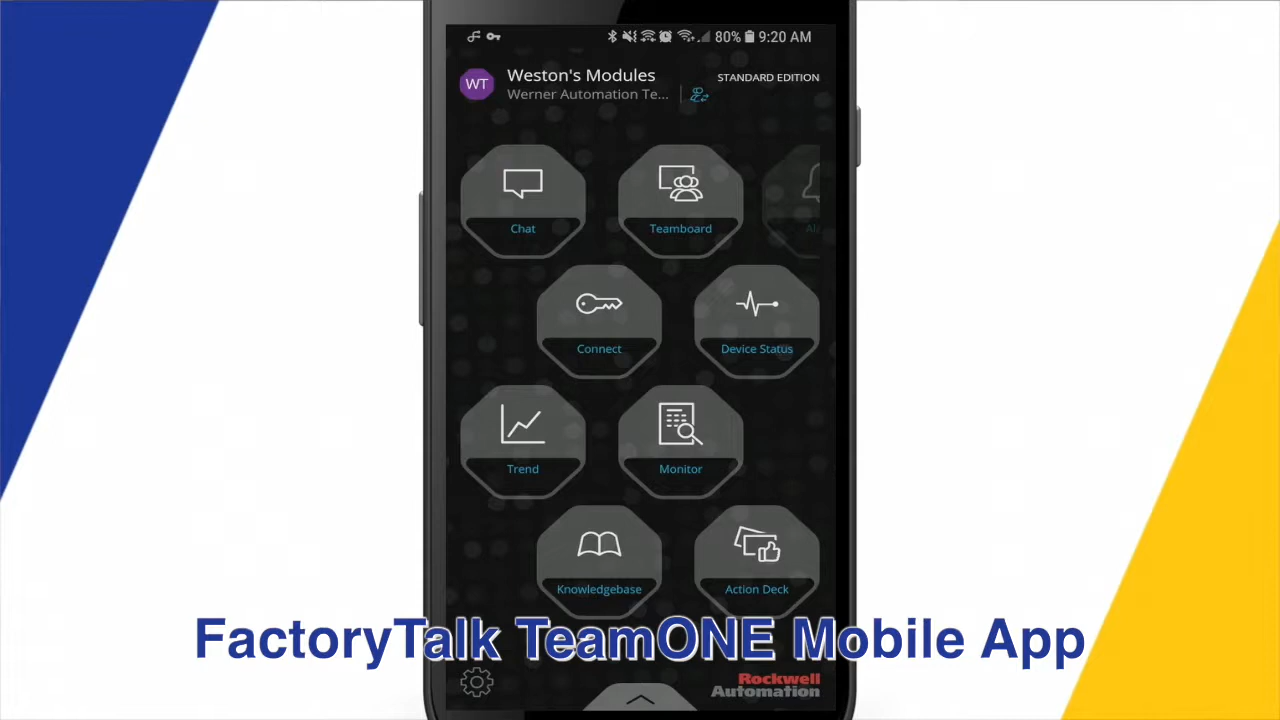 80% 9:20 AM
WT
Weston's Modules
STANDARD EDITION
Werner Automation Te...
Chat
Teamboard
Connect
Device Status
Trend
Monitor
Knowledgebase
Action Deck
FactoryTalk TeamONE Mobile App
Rockwell
Automation